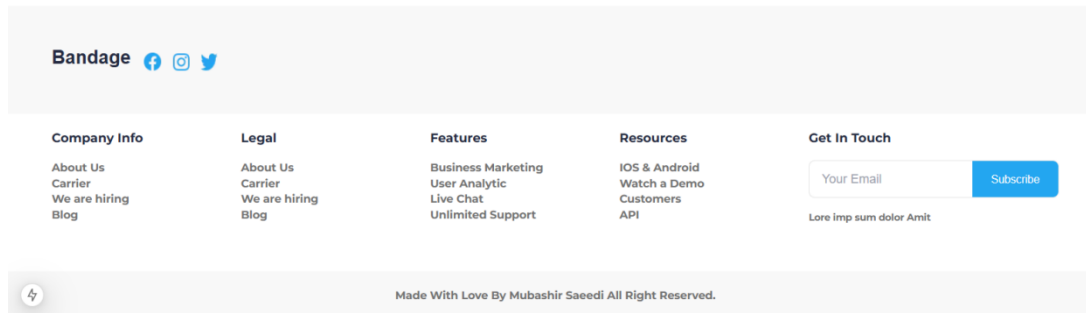 Bandage
Company Info
About Us
Carrier
We are hiring
Blog
Legal
About Us
Carrier
We are hiring
Blog
Features
Business Marketing
User Analytic
Live Chat
Unlimited Support
Resources
IOS & Android
Watch a Demo
Customers
API
Get In Touch
Your Email
Subscribe
Lore imp sum dolor Amit
Made With Love By Mubashir Saeedi All Right Reserved.